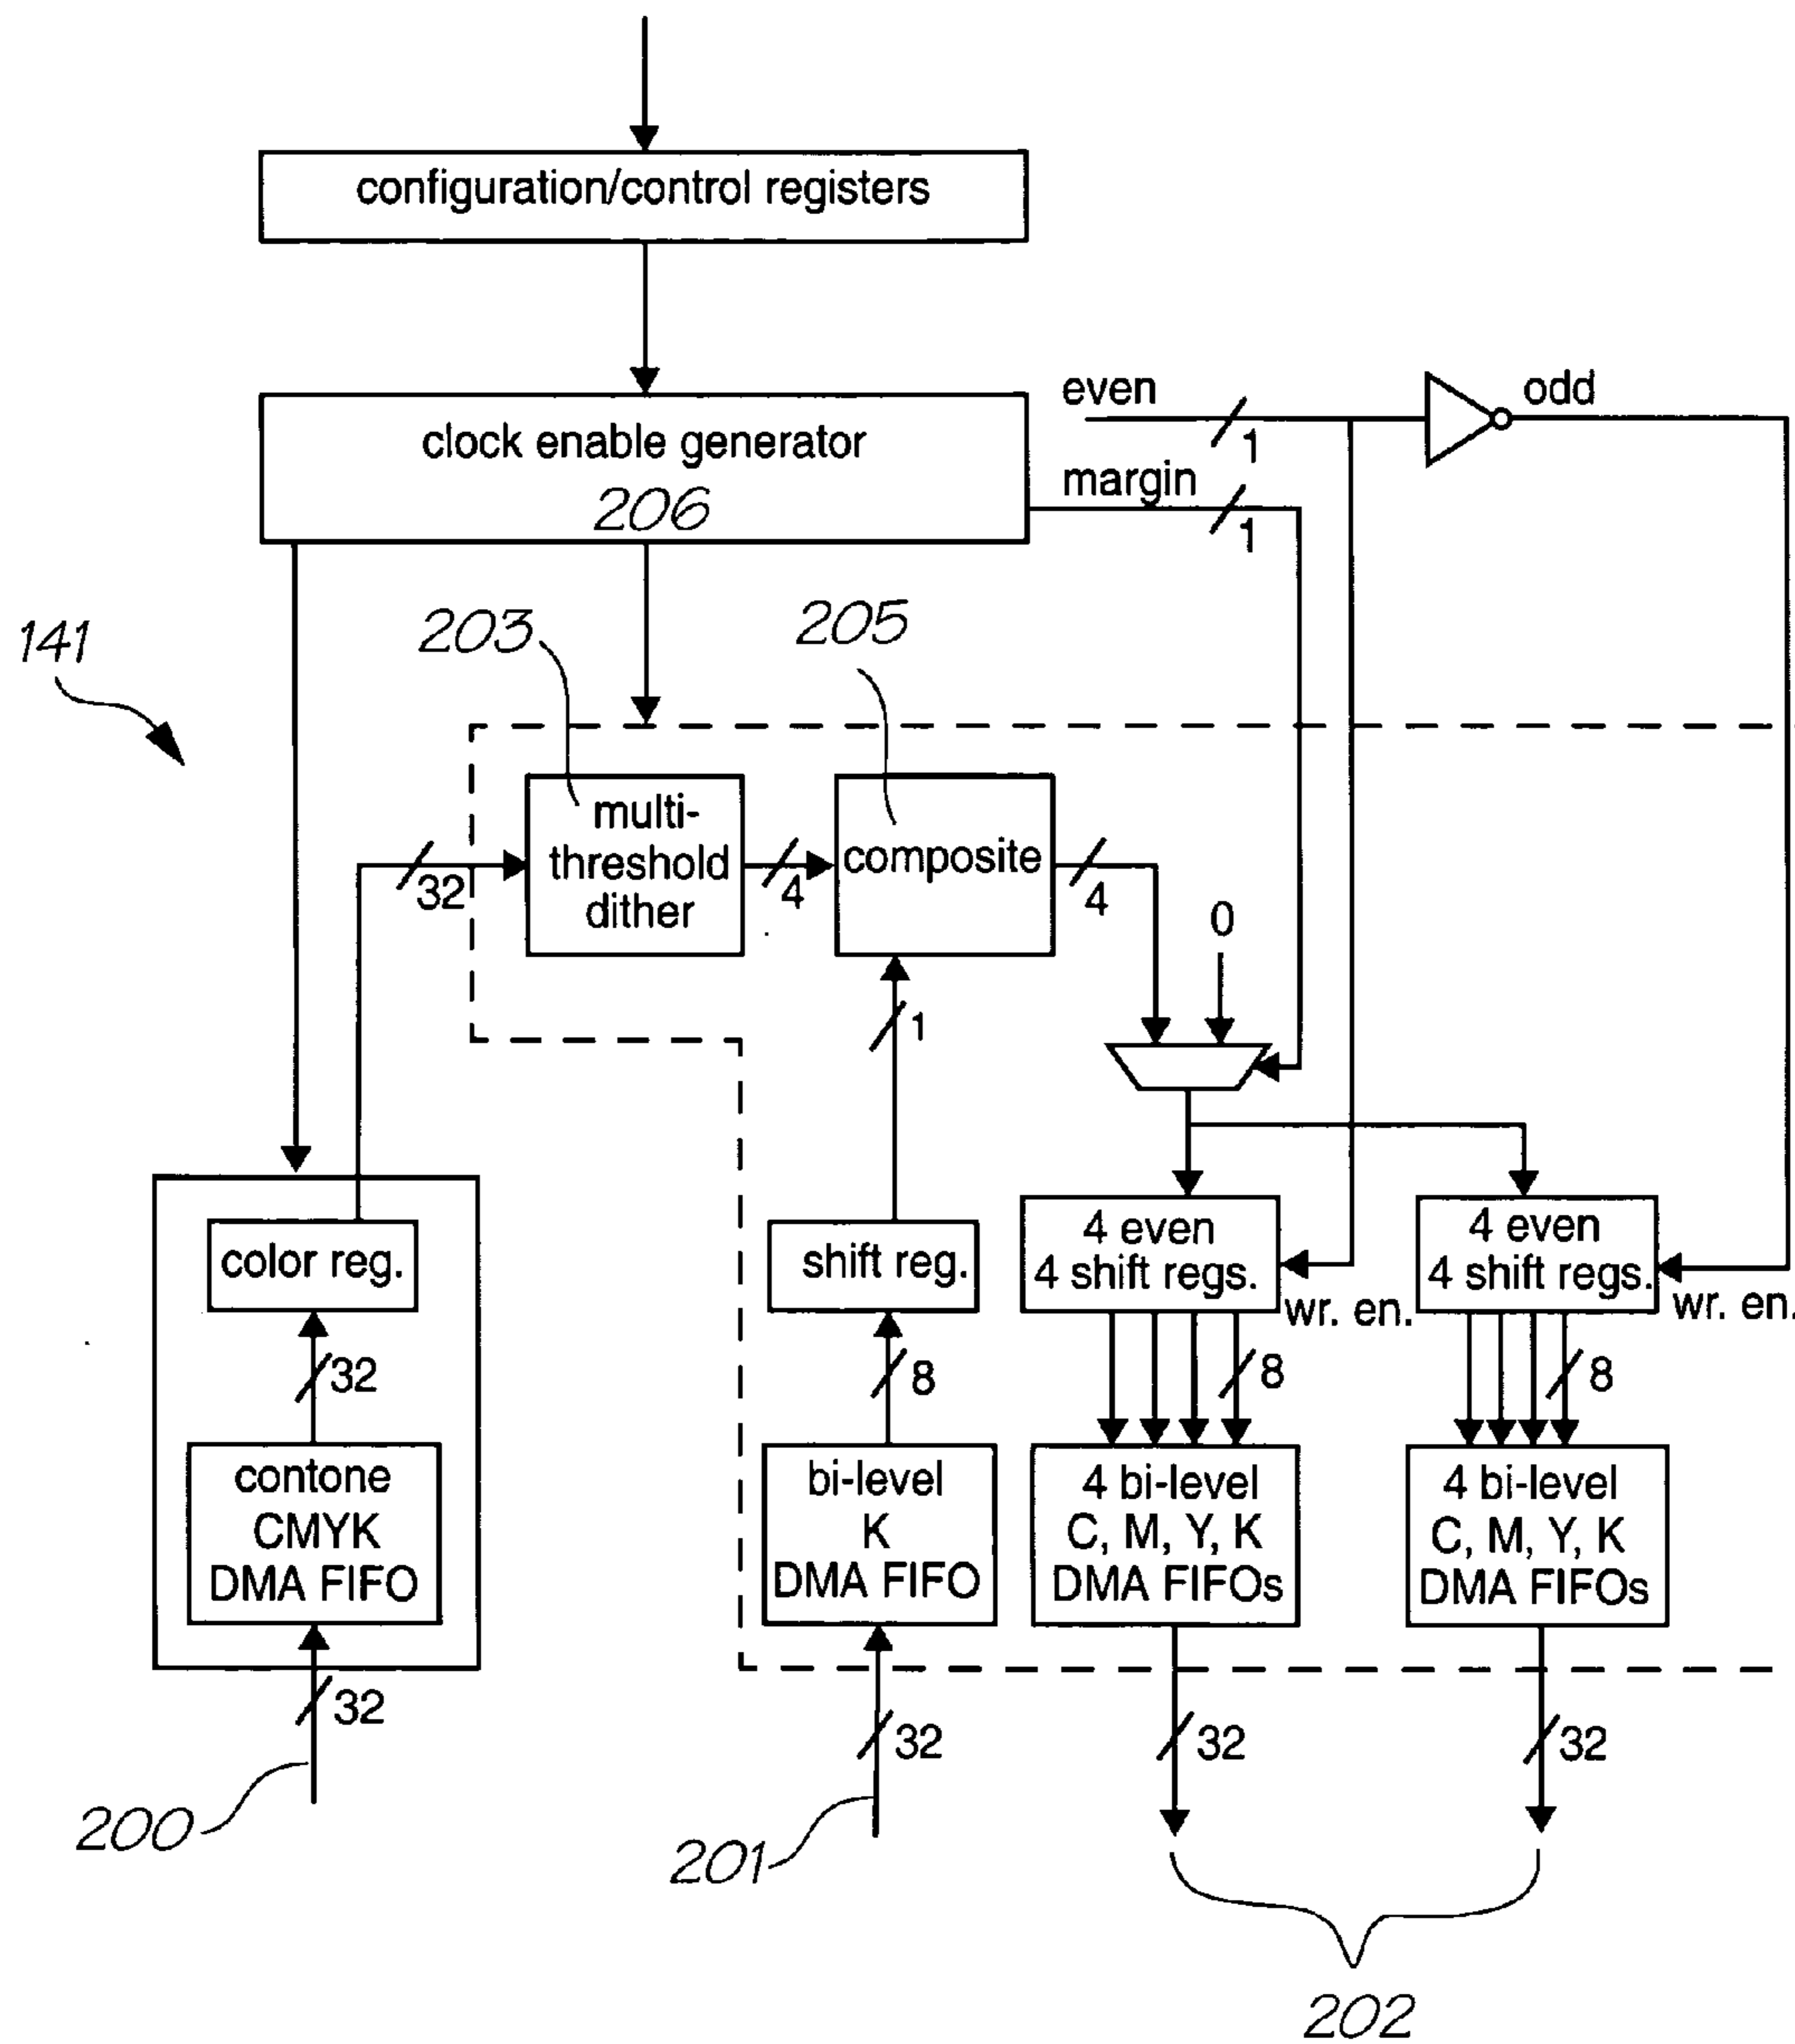 configuration/control registers
even
odd
clock enable generator
1
206
margin
1
203
205
141
multi-
threshold
dither
composite
32
4
4
0
1
color reg.
shift reg.
4 even
4 shift regs.
4 even
4 shift regs.
wr. en.
wr. en.
32
8
8
8
contone
CMYK
DMA FIFO
bi-level
K
DMA FIFO
4 bi-level
C, M, Y, K
DMA FIFOs
4 bi-level
C, M, Y, K
DMA FIFOs
32
32
32
32
200
201
202